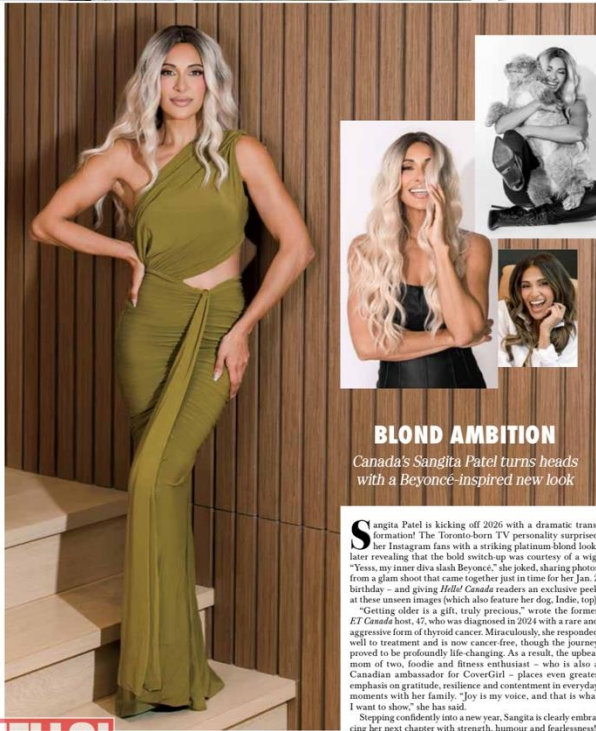 BLOND AMBITION
Canada's Sangita Patel turns heads
with a Beyoncé-inspired new look
Sangita Patel is kicking off 2026 with a dramatic trans
formation! The Toronto-born TV personality surprised
her Instagram fans with a striking platinum-blond look
later revealing that the bold switch-up was courtesy of a wig
"Yesss, my inner diva slash Beyoncé," she joked, sharing photos
from a glam shoot that came together just in time for her Jan. 2
birthday – and giving Hello! Canada readers an exclusive peek
at these unseen images (which also feature her dog, Indie, top)
"Getting older is a gift, truly precious," wrote the former
ET Canada host, 47, who was diagnosed in 2024 with a rare and
aggressive form of thyroid cancer. Miraculously, she responded
well to treatment and is now cancer-free, though the journey
proved to be profoundly life-changing. As a result, the upbeat
mom of two, foodie and fitness enthusiast – who is also a
Canadian ambassador for CoverGirl – places even greater
emphasis on gratitude, resilience and contentment in everyday
moments with her family. "Joy is my voice, and that is what
I want to show," she has said.
Stepping confidently into a new year, Sangita is clearly embra
cing her next chapter with strength, humour and fearlessness!
HELLO!